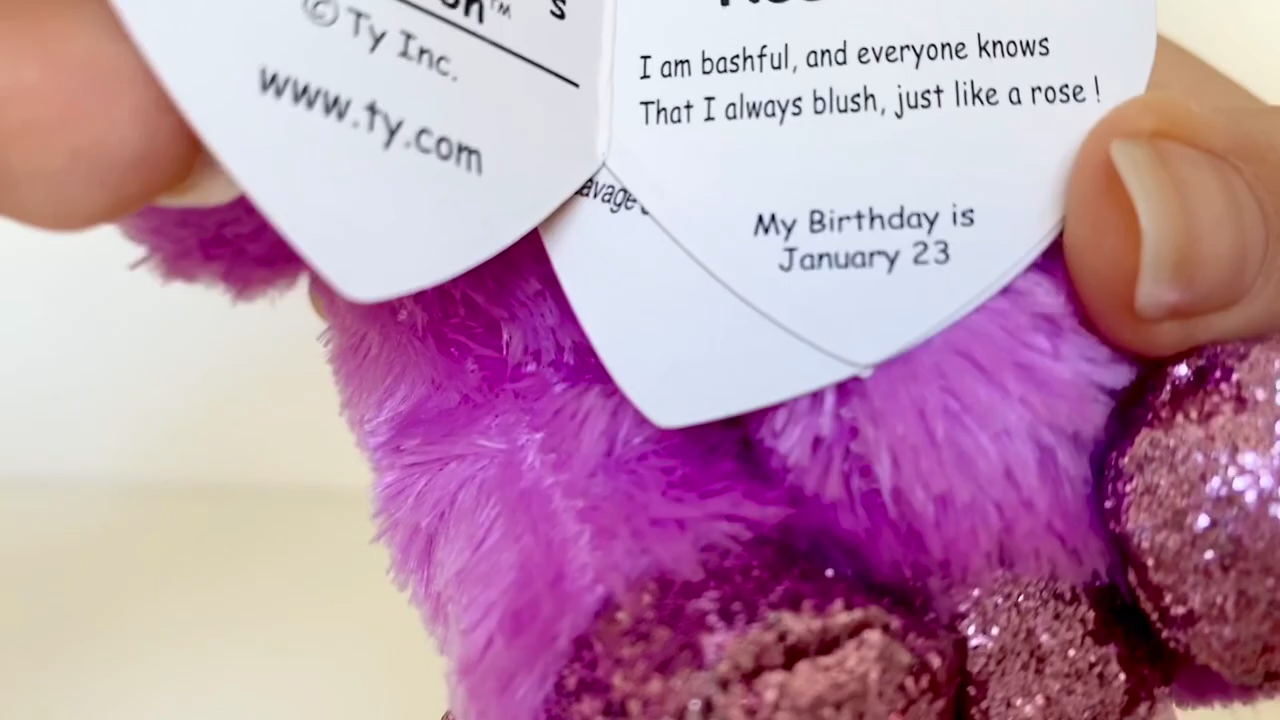 © Ty Inc.
www.ty.com
I am bashful, and everyone knows
That I always blush, just like a rose !
My Birthday is
January 23